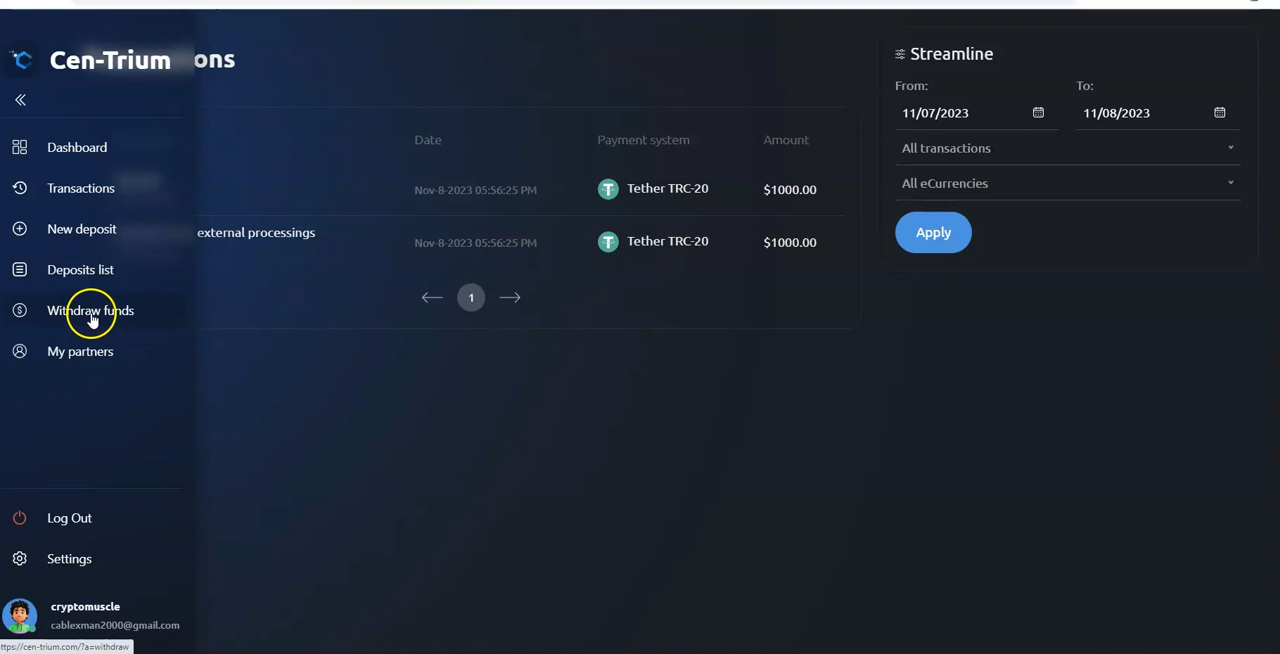 Cen-Trium
ons
Dashboard
Transactions
New deposit
Deposits list
Withdraw funds
My partners
Log Out
Settings
cryptomuscle
cablexman2000@gmail.com
ttps://cen-trium.com/?a=withdraw
Date Payment system Amount
Nov-8-2023 05:56:25 PM Tether TRC-20 $1000.00
external processings Nov-8-2023 05:56:25 PM Tether TRC-20 $1000.00
1
Streamline
From: To:
11/07/2023 11/08/2023
All transactions
All eCurrencies
Apply